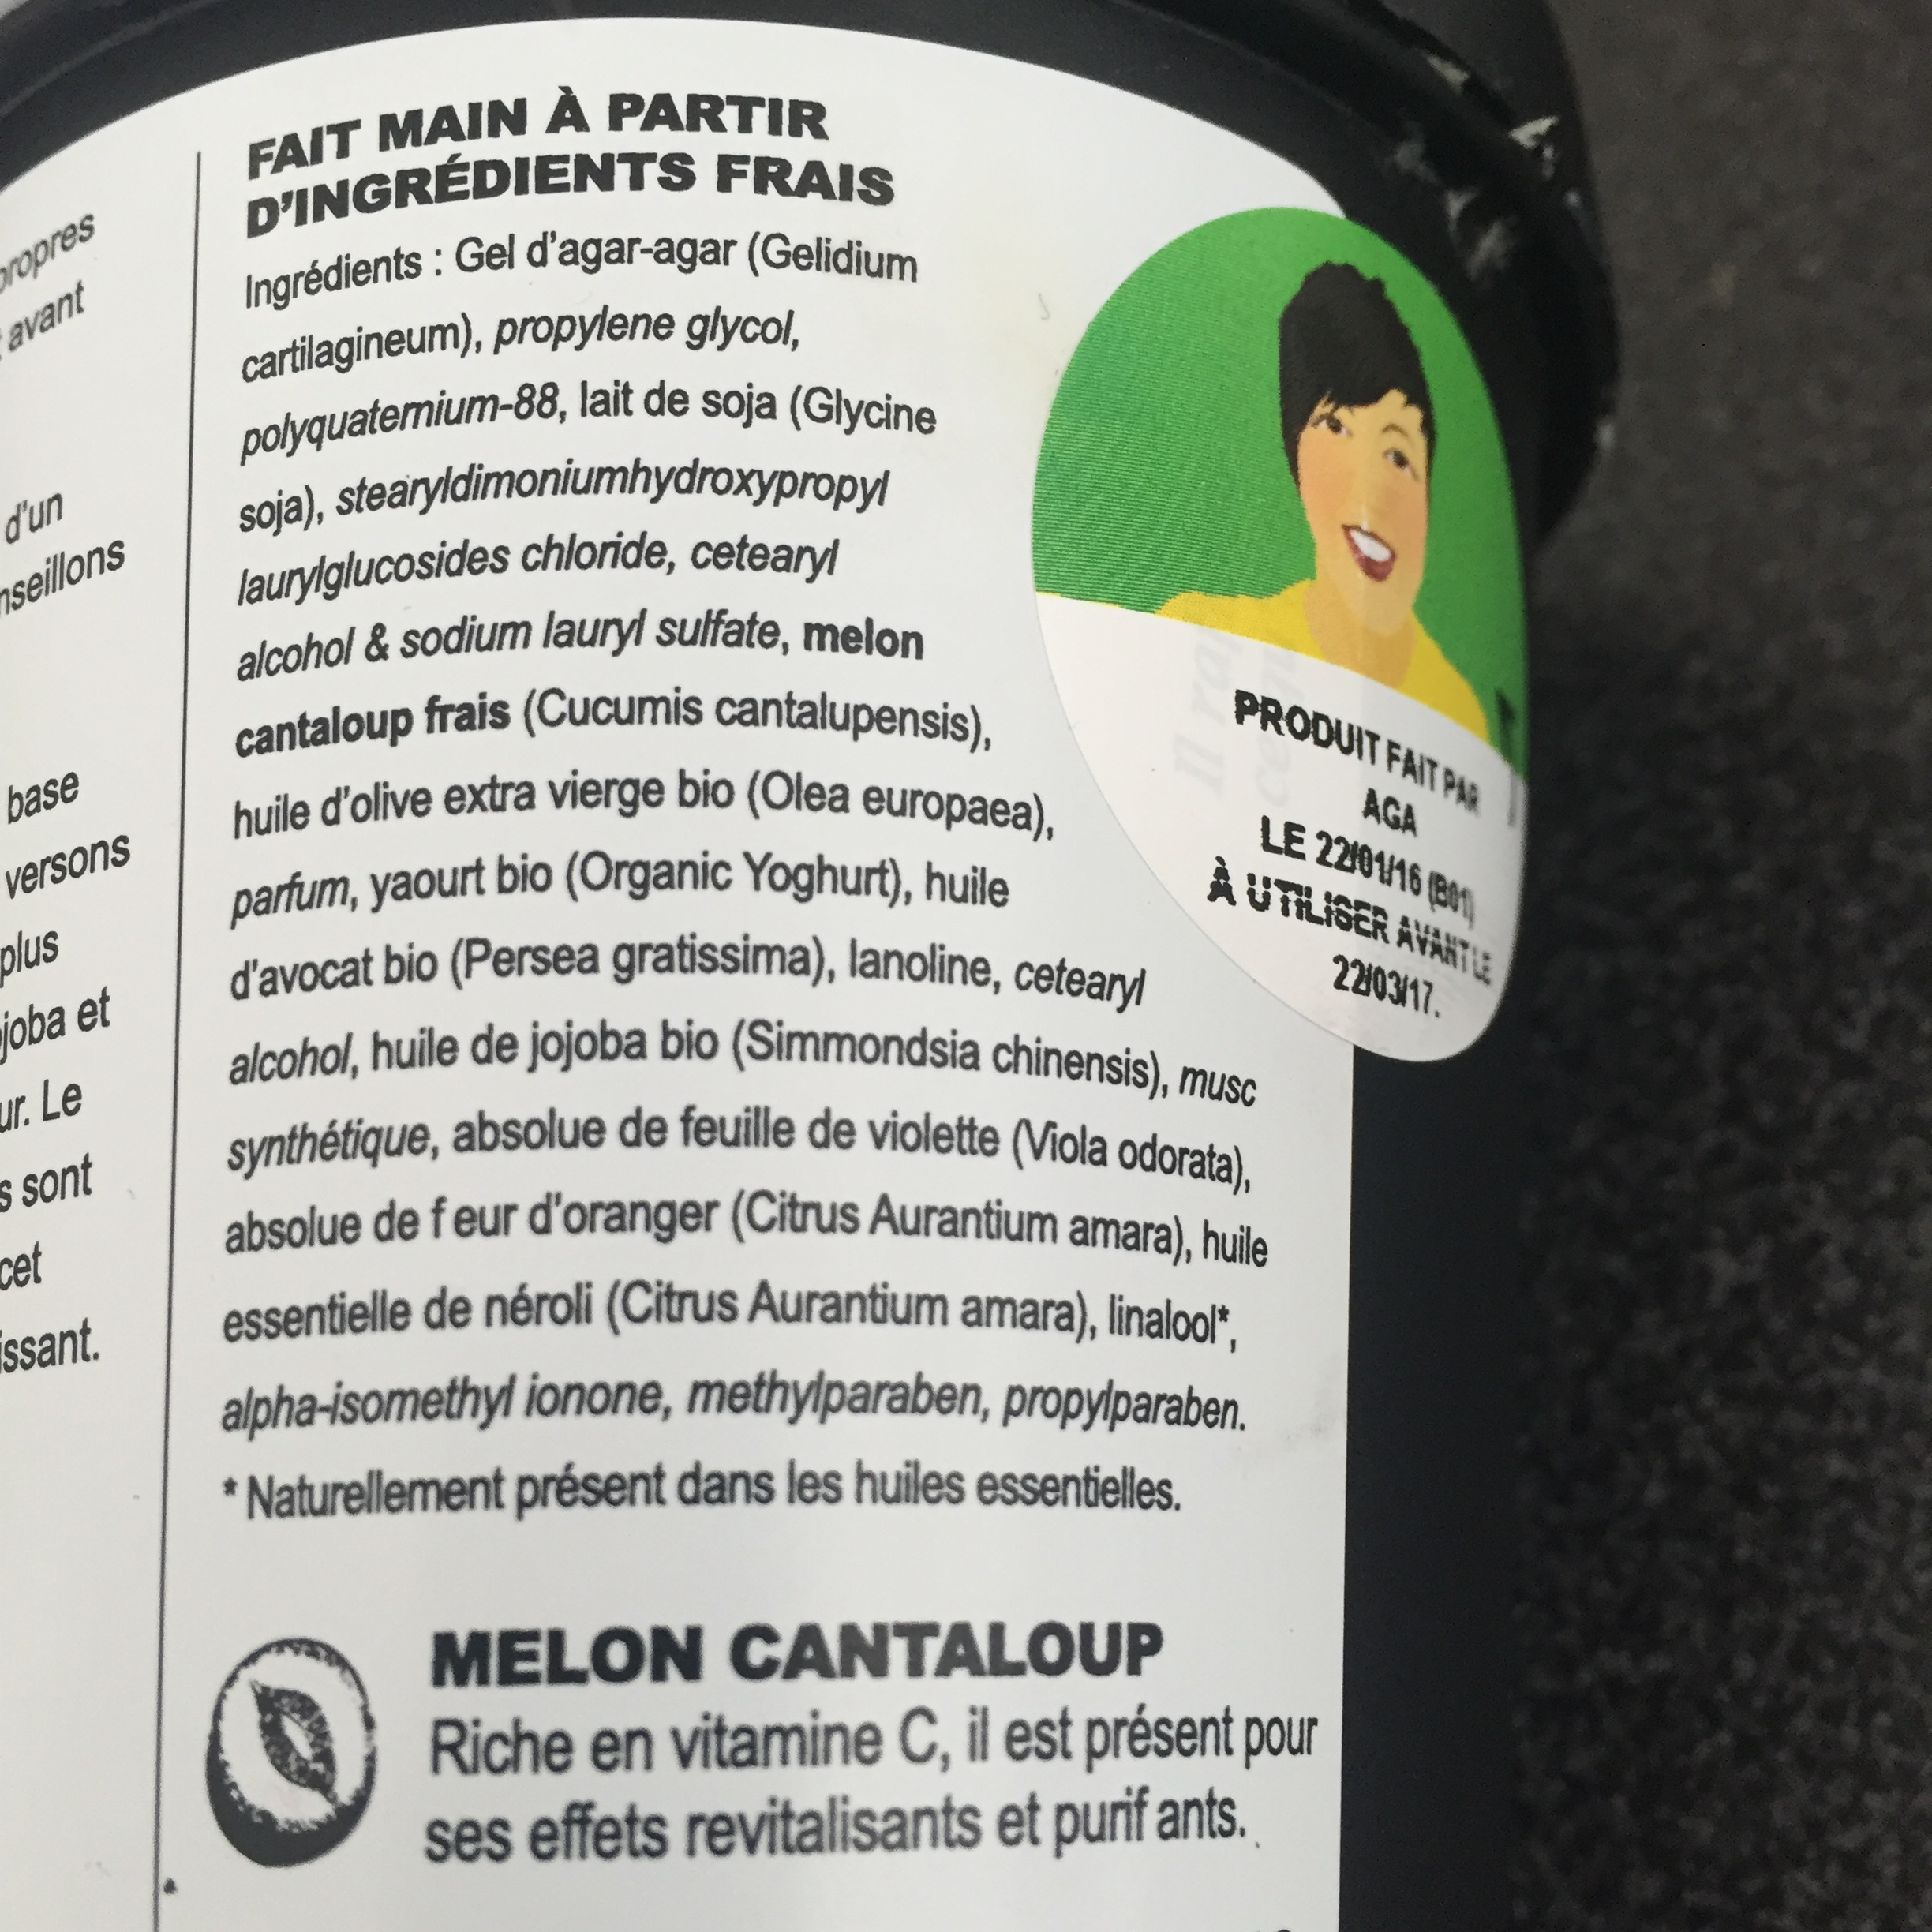 propres
avant
d'un
base
versons
plus
et
Le
sont
cet
FAIT MAIN À PARTIR
D'INGRÉDIENTS FRAIS
Ingrédients : Gel d'agar-agar (Gelidium
cartilagineum), propylene glycol,
polyquaternium-88, lait de soja (Glycine
soja), stearyldimoniumhydroxypropyl
laurylglucosides chloride, cetearyl
alcohol & sodium lauryl sulfate, melon
cantaloup frais (Cucumis cantalupensis),
huile d'olive extra vierge bio (Olea europaea),
parfum, yaourt bio (Organic Yoghurt), huile
d'avocat bio (Persea gratissima), lanoline, cetearyl
alcohol, huile de jojoba bio (Simmondsia chinensis), musc
synthétique, absolue de feuille de violette (Viola odorata),
absolue de f eur d'oranger (Citrus Aurantium amara), huile
essentielle de néroli (Citrus Aurantium amara), linalool*,
alpha-isomethyl ionone, methylparaben, propylparaben.
* Naturellement présent dans les huiles essentielles.
MELON CANTALOUP
Riche en vitamine C, il est présent pour
ses effets revitalisants et purif ants.
PRODUIT FAIT PAR
AGA
LE 22/01/16 (B01)
À UTILISER AVANT LE
22/03/17.